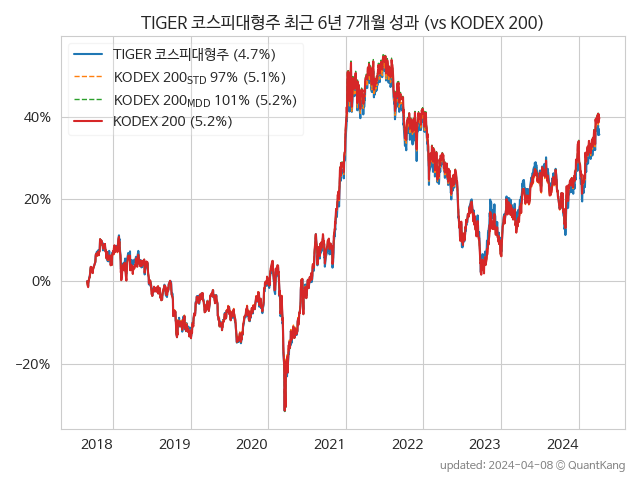 TIGER 코스피대형주 최근 6년 7개월 성과 (vs KODEX 200)
TIGER 코스피대형주 (4.7%)
KODEX 200STD 97% (5.1%)
KODEX 200MDD 101% (5.2%)
KODEX 200 (5.2%)
40%
20%
0%
−20%
2018 2019 2020 2021 2022 2023 2024
updated: 2024-04-08 © QuantKang